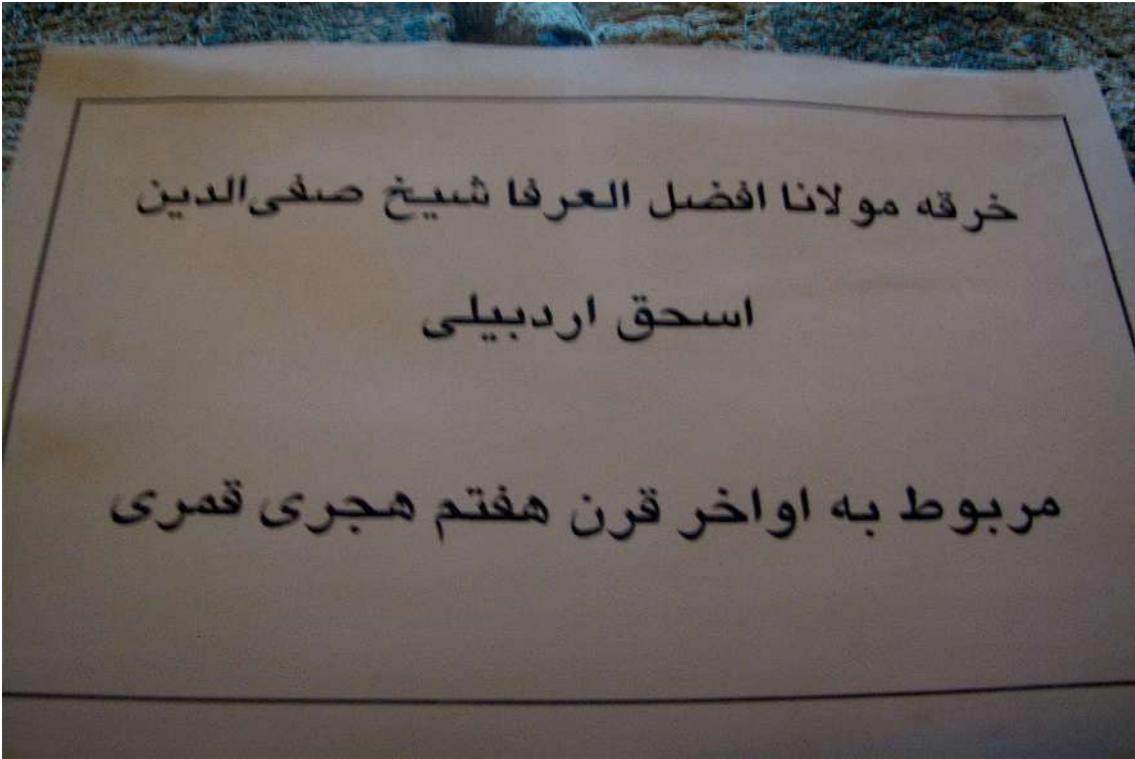 خرقه مولانا افضل العرفا شیخ صفی‌الدین
اسحق اردبیلی
مربوط به اواخر قرن هفتم هجری قمری